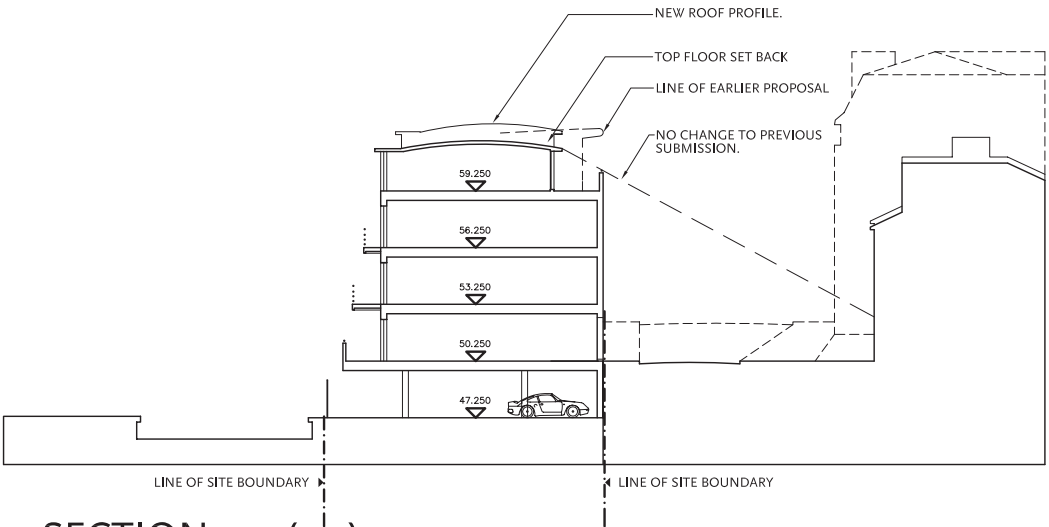 NEW ROOF PROFILE.
TOP FLOOR SET BACK
LINE OF EARLIER PROPOSAL
NO CHANGE TO PREVIOUS
SUBMISSION.
59.250
56.250
53.250
50.250
47.250
LINE OF SITE BOUNDARY
LINE OF SITE BOUNDARY
SECTION